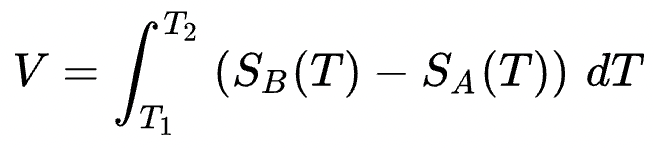 V = ∫_{T_1}^{T_2} (S_B(T) − S_A(T)) dT